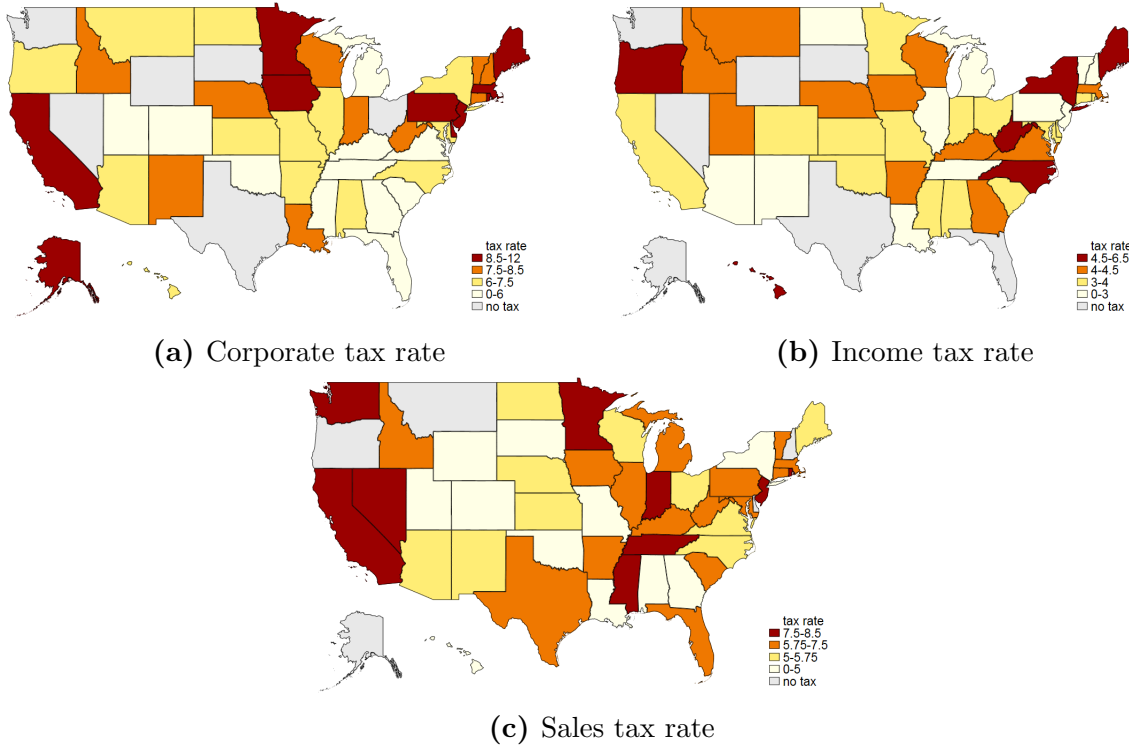 tax rate
8.5-12
7.5-8.5
6-7.5
0-6
no tax
(a) Corporate tax rate
tax rate
4.5-6.5
4-4.5
3-4
0-3
no tax
(b) Income tax rate
tax rate
7.5-8.5
5.75-7.5
5-5.75
0-5
no tax
(c) Sales tax rate